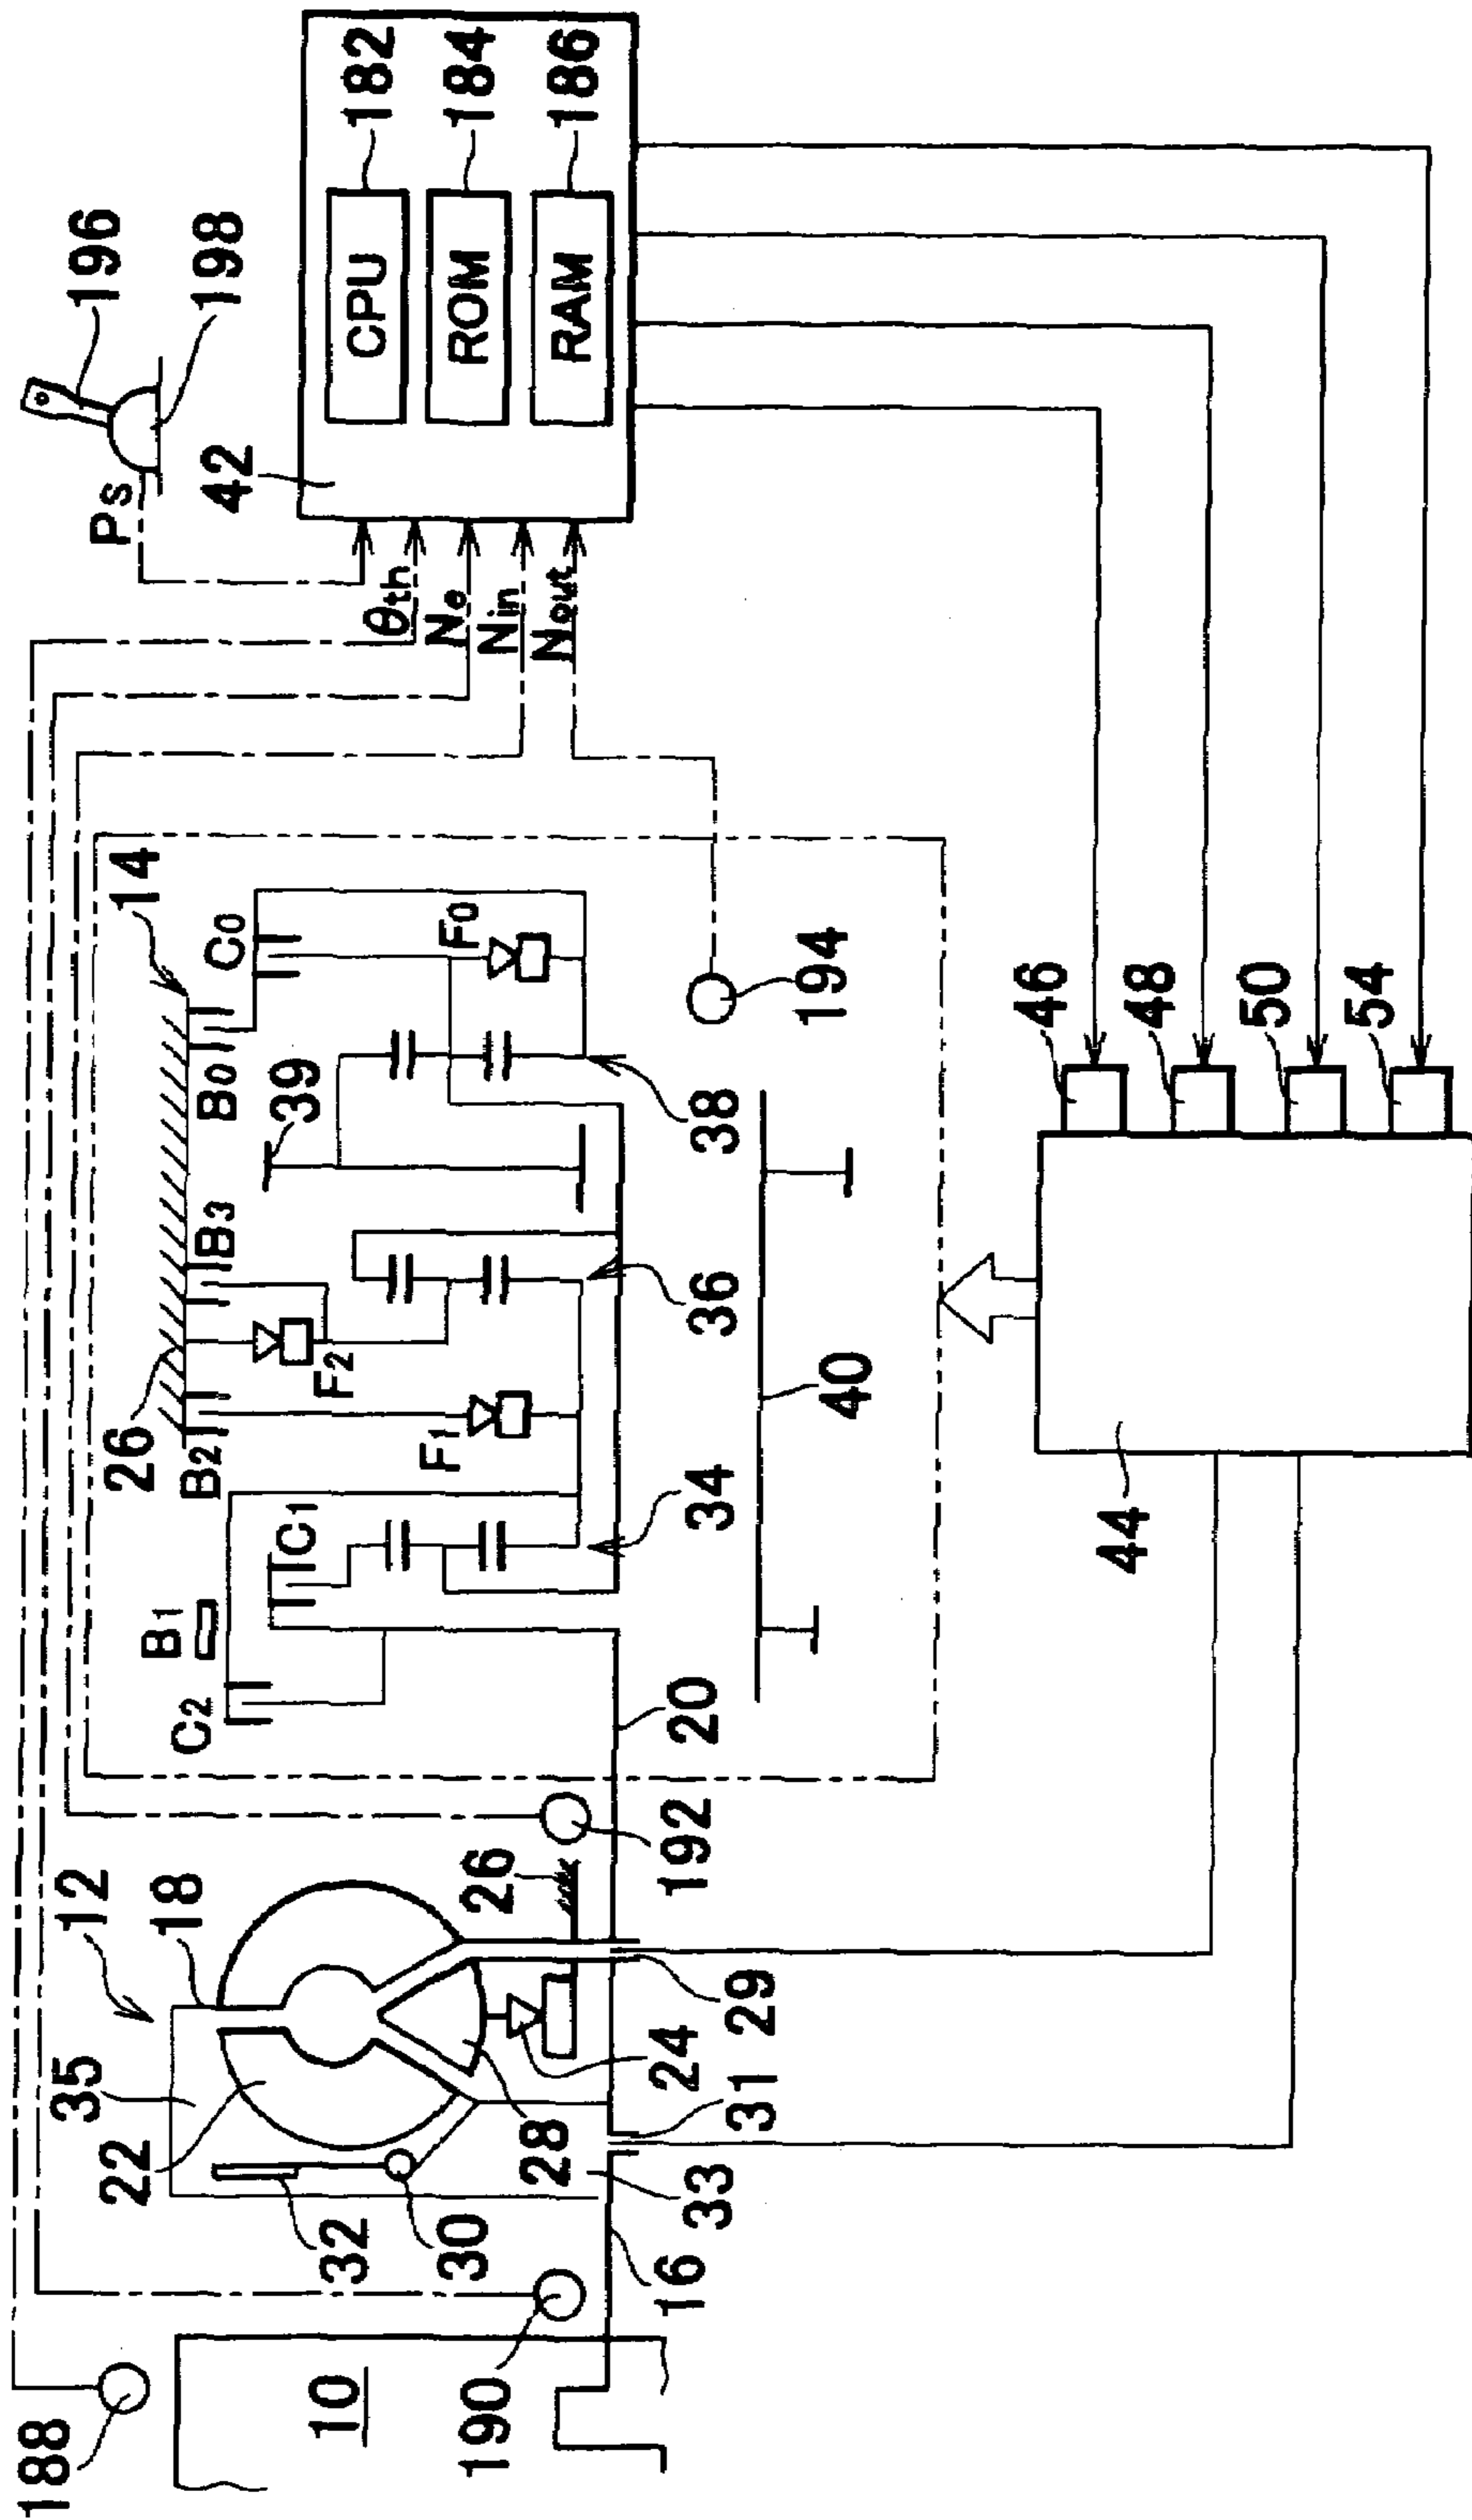 188
10
190
16
33
30
32
22
35
12
18
28
31
24
29
26
192
20
C2
B1
C1
34
B2
26
F1
F2
B3
36
40
39
B0
38
C0
F0
14
194
44
46
48
50
54
Ps
θth
Ne
Nin
Nout
42
196
198
CPU
182
ROM
184
RAM
186